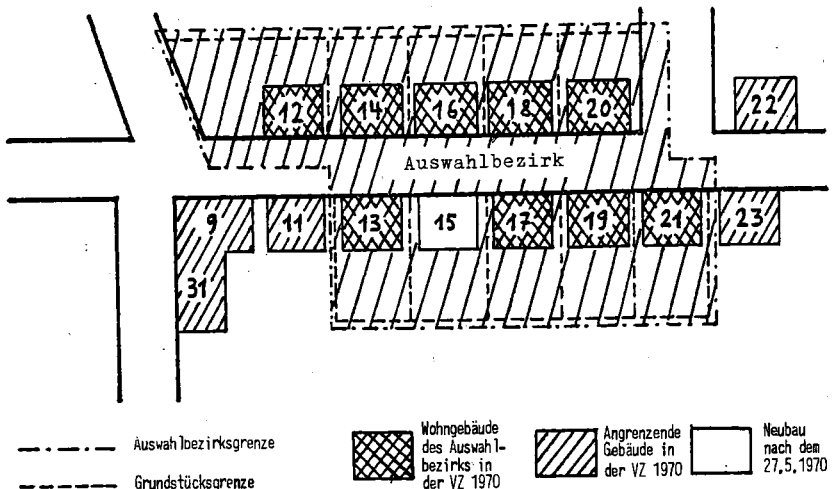 12 14 16 18 20 22
Auswahlbezirk
9 11 13 15 17 19 21 23
31
Auswahlbezirksgrenze
Grundstücksgrenze
Wohngebäude
des Auswahl-
bezirks in
der VZ 1970
Angrenzende
Gebäude in
der VZ 1970
Neubau
nach dem
27.5.1970